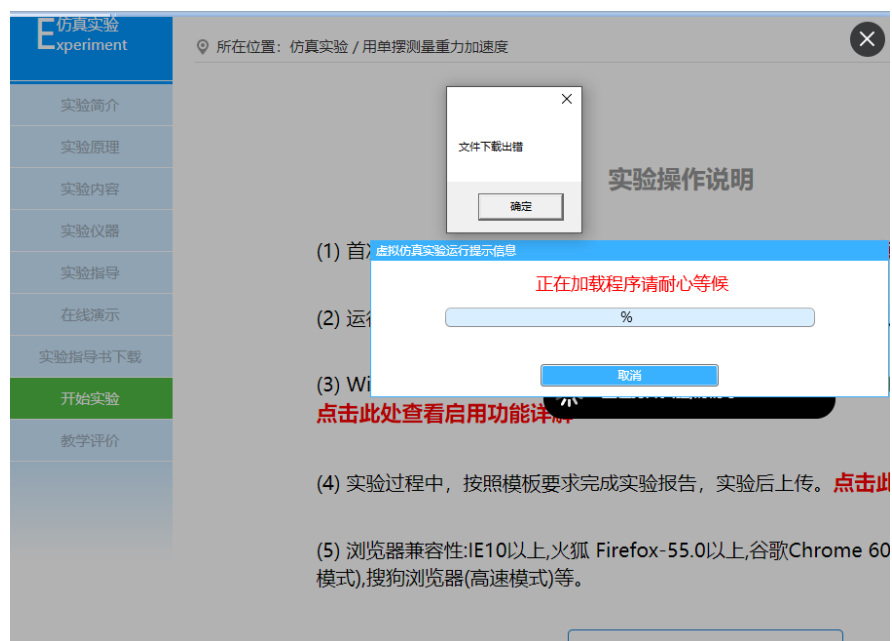 仿真实验
Experiment
所在位置：仿真实验 / 用单摆测量重力加速度
实验简介
实验原理
实验内容
实验仪器
实验指导
在线演示
实验指导书下载
开始实验
教学评价
文件下载出错
确定
实验操作说明
(1) 首
虚拟仿真实验运行提示信息
正在加载程序请耐心等候
%
取消
(2) 运
(3) Wi
点击此处查看启用功能详解
(4) 实验过程中，按照模板要求完成实验报告，实验后上传。点击此
(5) 浏览器兼容性:IE10以上,火狐 Firefox-55.0以上,谷歌Chrome 60
模式),搜狗浏览器(高速模式)等。